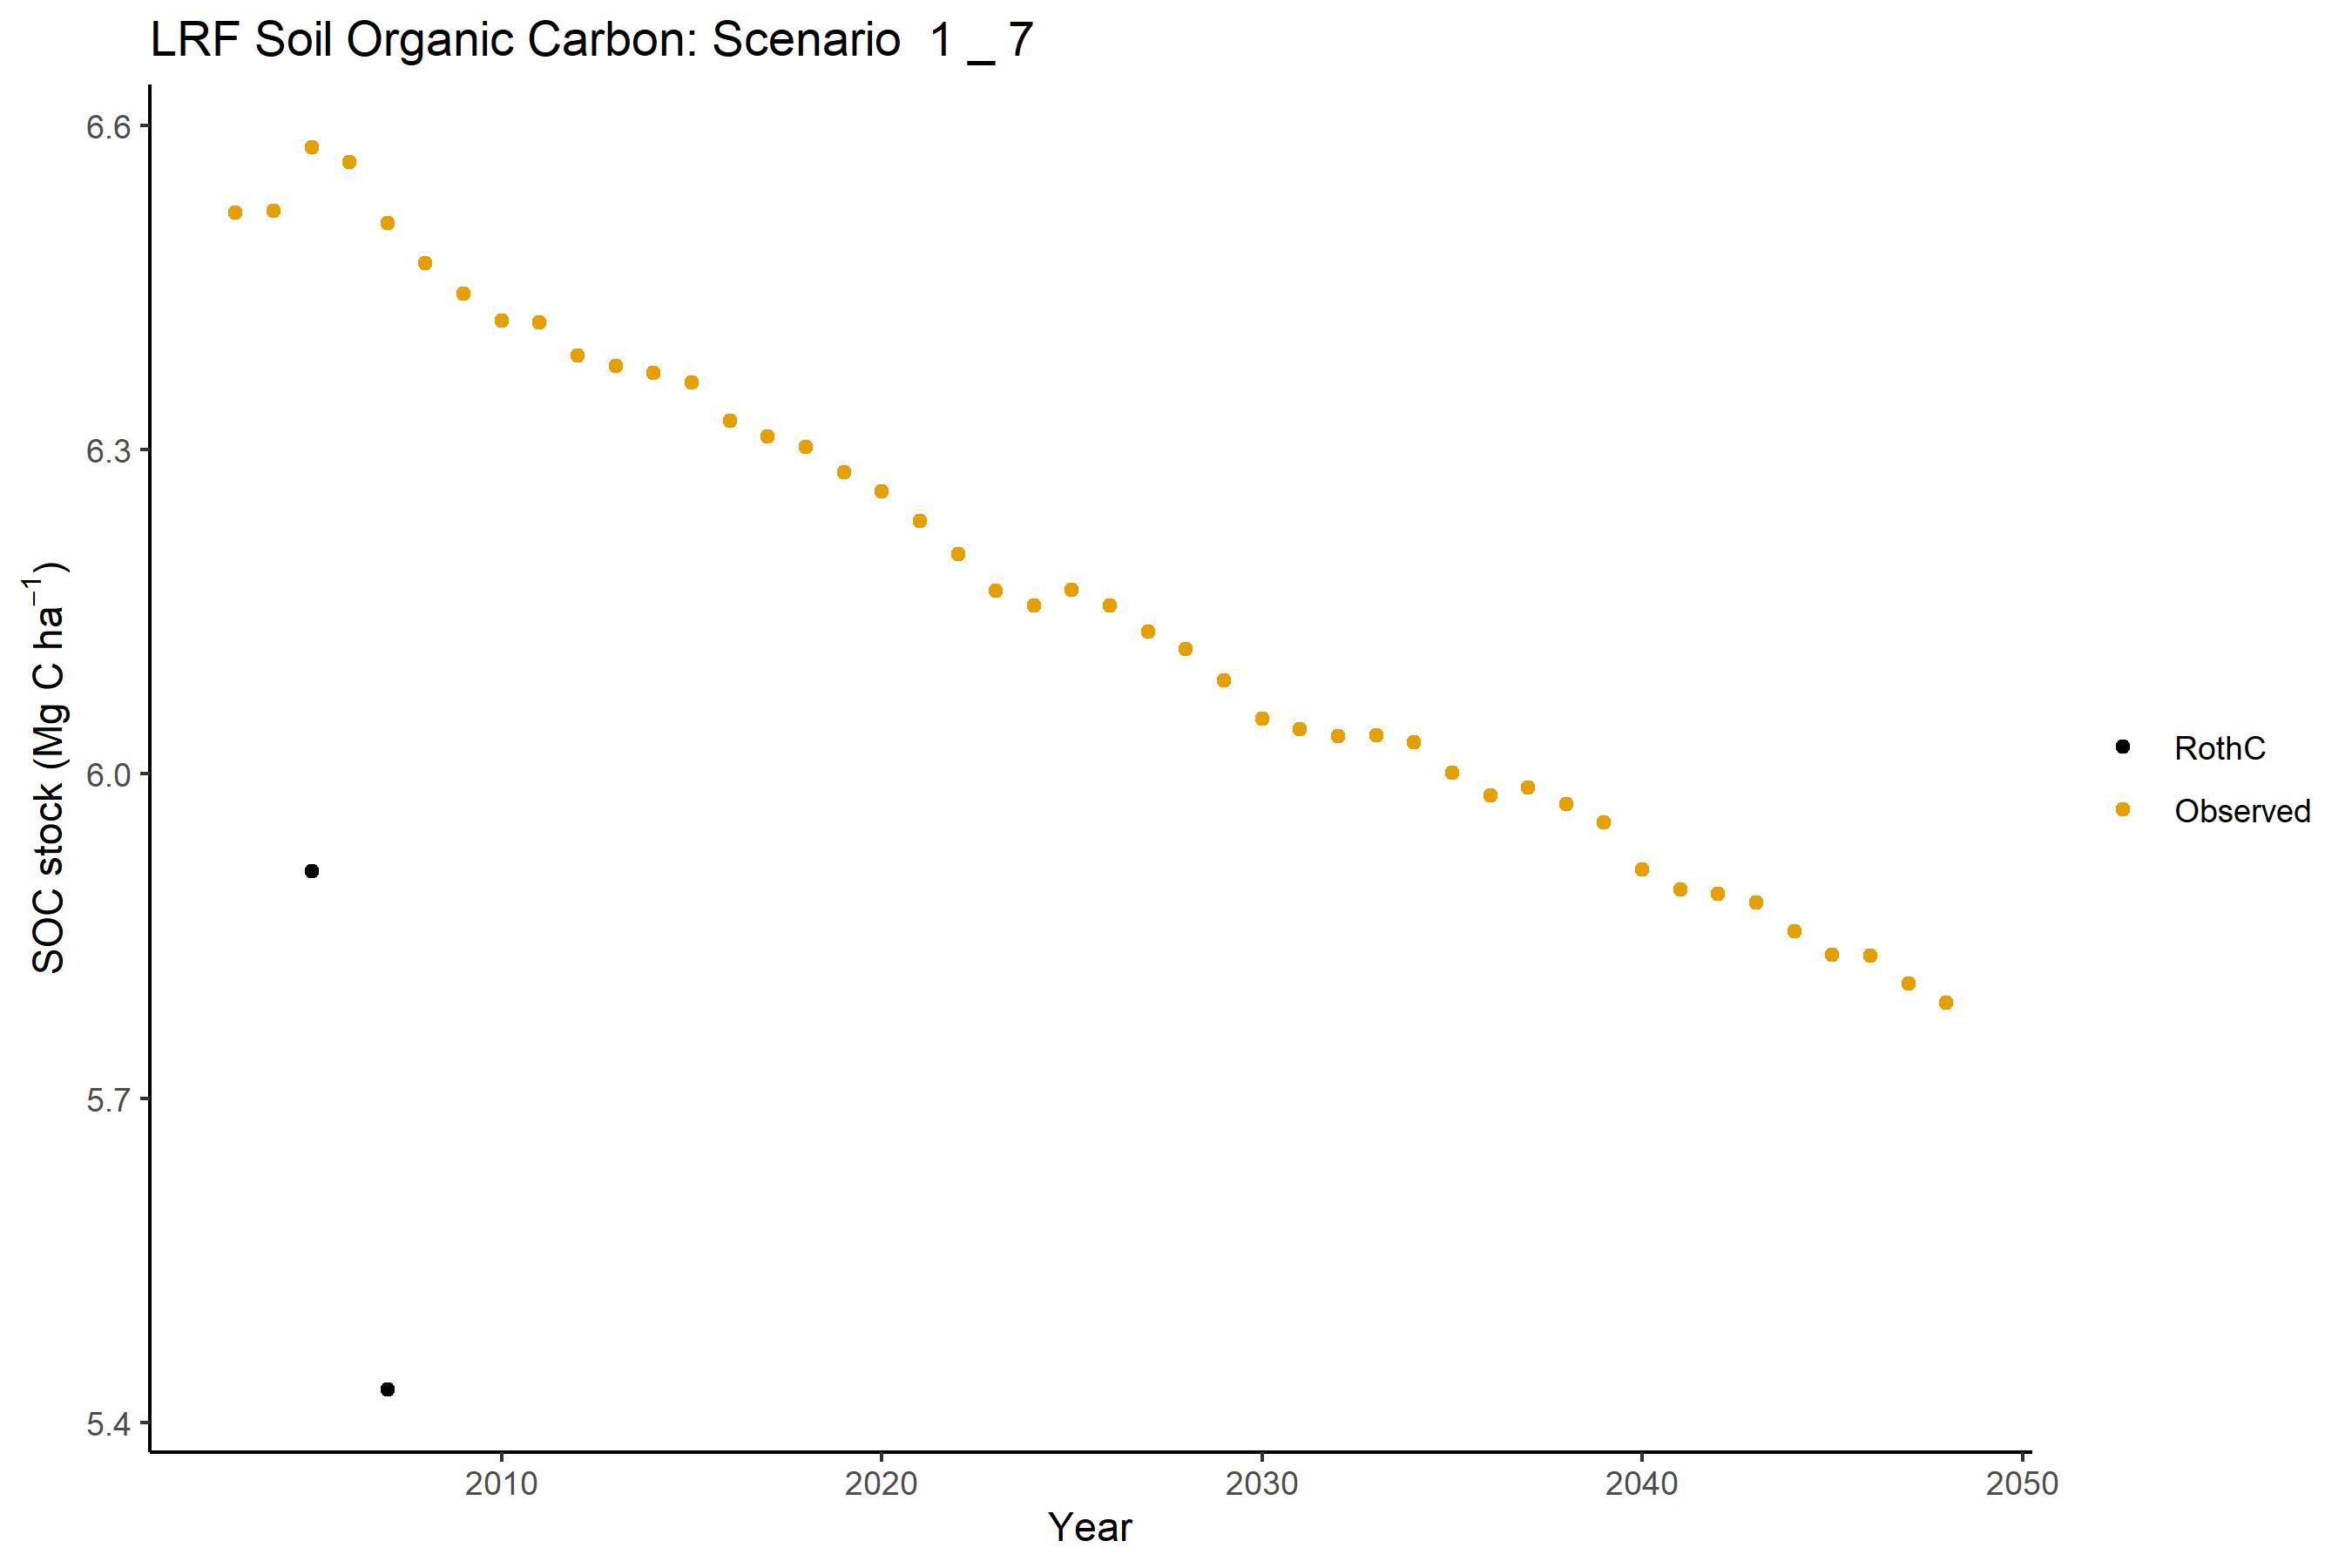 LRF Soil Organic Carbon: Scenario  1 _ 7
6.6
6.3
6.0
5.7
5.4
SOC stock (Mg C ha⁻¹)
2010
2020
2030
2040
2050
Year
RothC
Observed